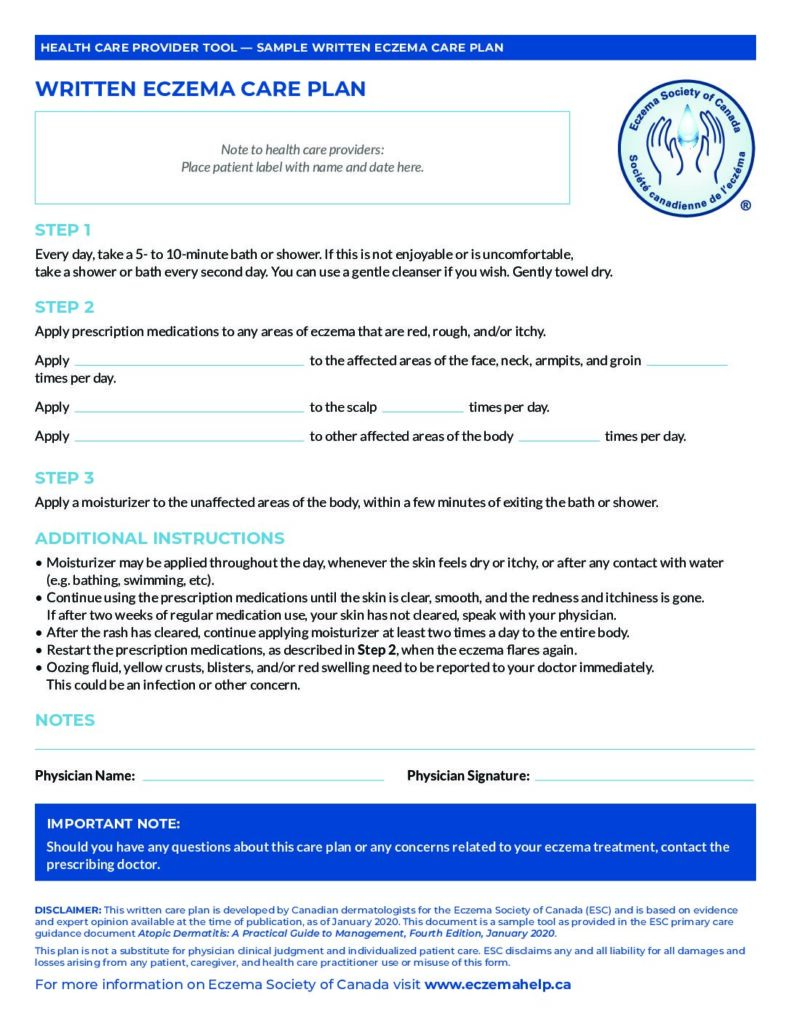 HEALTH CARE PROVIDER TOOL — SAMPLE WRITTEN ECZEMA CARE PLAN
WRITTEN ECZEMA CARE PLAN
Eczema Society of Canada
Société canadienne de l'eczéma
®
Note to health care providers:
Place patient label with name and date here.
STEP 1
Every day, take a 5- to 10-minute bath or shower. If this is not enjoyable or is uncomfortable,
take a shower or bath every second day. You can use a gentle cleanser if you wish. Gently towel dry.
STEP 2
Apply prescription medications to any areas of eczema that are red, rough, and/or itchy.
Apply to the affected areas of the face, neck, armpits, and groin
times per day.
Apply to the scalp times per day.
Apply to other affected areas of the body times per day.
STEP 3
Apply a moisturizer to the unaffected areas of the body, within a few minutes of exiting the bath or shower.
ADDITIONAL INSTRUCTIONS
• Moisturizer may be applied throughout the day, whenever the skin feels dry or itchy, or after any contact with water
(e.g. bathing, swimming, etc).
• Continue using the prescription medications until the skin is clear, smooth, and the redness and itchiness is gone.
If after two weeks of regular medication use, your skin has not cleared, speak with your physician.
• After the rash has cleared, continue applying moisturizer at least two times a day to the entire body.
• Restart the prescription medications, as described in Step 2, when the eczema flares again.
• Oozing fluid, yellow crusts, blisters, and/or red swelling need to be reported to your doctor immediately.
This could be an infection or other concern.
NOTES
Physician Name: Physician Signature:
IMPORTANT NOTE:
Should you have any questions about this care plan or any concerns related to your eczema treatment, contact the
prescribing doctor.
DISCLAIMER: This written care plan is developed by Canadian dermatologists for the Eczema Society of Canada (ESC) and is based on evidence
and expert opinion available at the time of publication, as of January 2020. This document is a sample tool as provided in the ESC primary care
guidance document Atopic Dermatitis: A Practical Guide to Management, Fourth Edition, January 2020.
This plan is not a substitute for physician clinical judgment and individualized patient care. ESC disclaims any and all liability for all damages and
losses arising from any patient, caregiver, and health care practitioner use or misuse of this form.
For more information on Eczema Society of Canada visit www.eczemahelp.ca